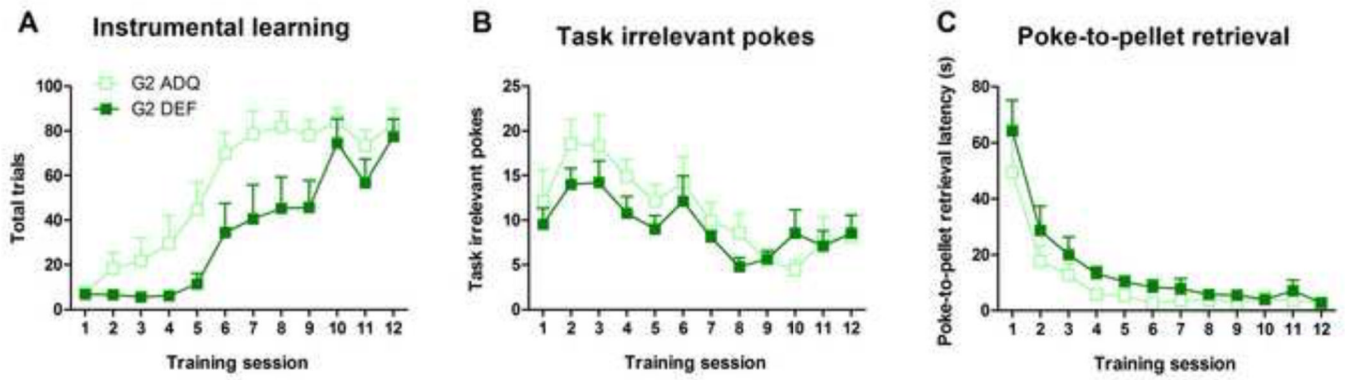 A Instrumental learning
G2 ADQ
G2 DEF
Total trials
100
80
60
40
20
0
1 2 3 4 5 6 7 8 9 10 11 12
Training session
B Task irrelevant pokes
Task irrelevant pokes
25
20
15
10
5
0
1 2 3 4 5 6 7 8 9 10 11 12
Training session
C Poke-to-pellet retrieval
Poke-to-pellet retrieval latency (s)
80
60
40
20
0
1 2 3 4 5 6 7 8 9 10 11 12
Training session